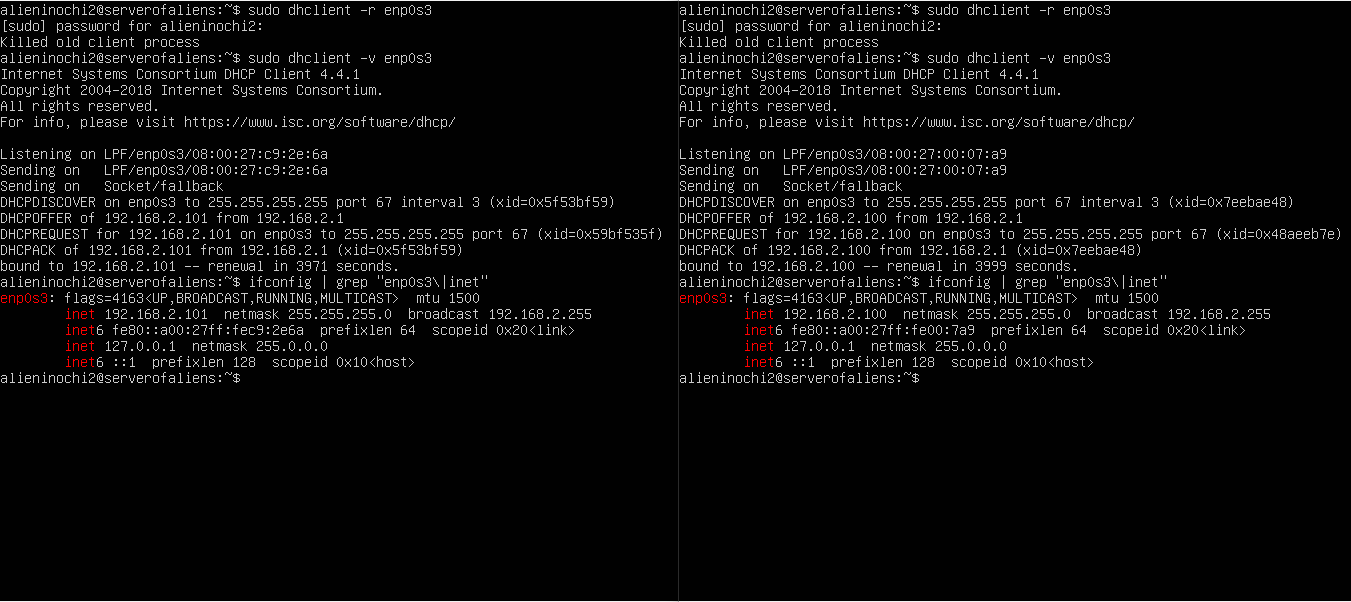 alieninochi2@serverofaliens:~$ sudo dhclient -r enp0s3
[sudo] password for alieninochi2:
Killed old client process
alieninochi2@serverofaliens:~$ sudo dhclient -v enp0s3
Internet Systems Consortium DHCP Client 4.4.1
Copyright 2004-2018 Internet Systems Consortium.
All rights reserved.
For info, please visit https://www.isc.org/software/dhcp/

Listening on LPF/enp0s3/08:00:27:c9:2e:6a
Sending on   LPF/enp0s3/08:00:27:c9:2e:6a
Sending on   Socket/fallback
DHCPDISCOVER on enp0s3 to 255.255.255.255 port 67 interval 3 (xid=0x5f53bf59)
DHCPOFFER of 192.168.2.101 from 192.168.2.1
DHCPREQUEST for 192.168.2.101 on enp0s3 to 255.255.255.255 port 67 (xid=0x59bf535f)
DHCPACK of 192.168.2.101 from 192.168.2.1 (xid=0x5f53bf59)
bound to 192.168.2.101 -- renewal in 3971 seconds.
alieninochi2@serverofaliens:~$ ifconfig | grep "enp0s3\|inet"
enp0s3: flags=4163<UP,BROADCAST,RUNNING,MULTICAST>  mtu 1500
        inet 192.168.2.101  netmask 255.255.255.0  broadcast 192.168.2.255
        inet6 fe80::a00:27ff:fec9:2e6a  prefixlen 64  scopeid 0x20<link>
        inet 127.0.0.1  netmask 255.0.0.0
        inet6 ::1  prefixlen 128  scopeid 0x10<host>
alieninochi2@serverofaliens:~$
alieninochi2@serverofaliens:~$ sudo dhclient -r enp0s3
[sudo] password for alieninochi2:
Killed old client process
alieninochi2@serverofaliens:~$ sudo dhclient -v enp0s3
Internet Systems Consortium DHCP Client 4.4.1
Copyright 2004-2018 Internet Systems Consortium.
All rights reserved.
For info, please visit https://www.isc.org/software/dhcp/

Listening on LPF/enp0s3/08:00:27:00:07:a9
Sending on   LPF/enp0s3/08:00:27:00:07:a9
Sending on   Socket/fallback
DHCPDISCOVER on enp0s3 to 255.255.255.255 port 67 interval 3 (xid=0x7eebae48)
DHCPOFFER of 192.168.2.100 from 192.168.2.1
DHCPREQUEST for 192.168.2.100 on enp0s3 to 255.255.255.255 port 67 (xid=0x48aeeb7e)
DHCPACK of 192.168.2.100 from 192.168.2.1 (xid=0x7eebae48)
bound to 192.168.2.100 -- renewal in 3999 seconds.
alieninochi2@serverofaliens:~$ ifconfig | grep "enp0s3\|inet"
enp0s3: flags=4163<UP,BROADCAST,RUNNING,MULTICAST>  mtu 1500
        inet 192.168.2.100  netmask 255.255.255.0  broadcast 192.168.2.255
        inet6 fe80::a00:27ff:fe00:7a9  prefixlen 64  scopeid 0x20<link>
        inet 127.0.0.1  netmask 255.0.0.0
        inet6 ::1  prefixlen 128  scopeid 0x10<host>
alieninochi2@serverofaliens:~$